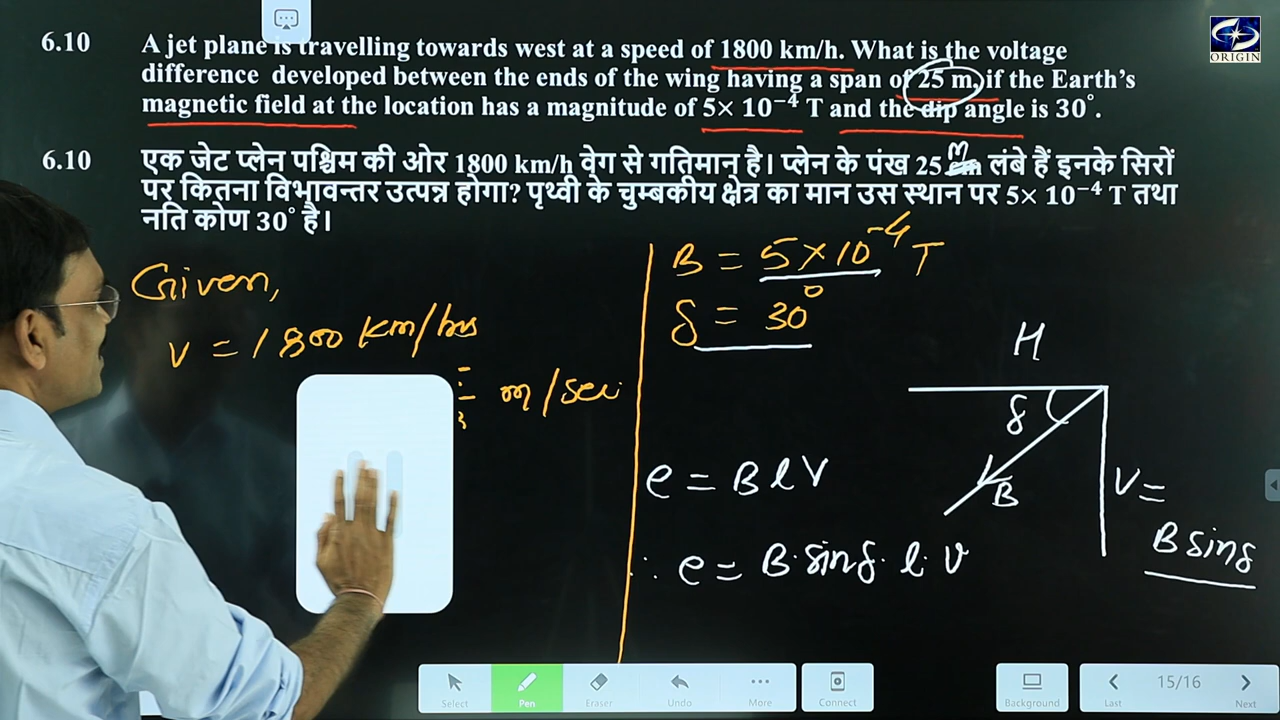 ORIGIN
6.10 A jet plane is travelling towards west at a speed of 1800 km/h. What is the voltage
difference developed between the ends of the wing having a span of 25 m, if the Earth's
magnetic field at the location has a magnitude of 5× 10⁻⁴ T and the dip angle is 30°.
6.10 एक जेट प्लेन पश्चिम की ओर 1800 km/h वेग से गतिमान है। प्लेन के पंख 25 M लंबे हैं इनके सिरों
पर कितना विभावन्तर उत्पन्न होगा? पृथ्वी के चुम्बकीय क्षेत्र का मान उस स्थान पर 5× 10⁻⁴ T तथा
नति कोण 30° है।
Given,
v = 1800 km/hrs
m/sec
B = 5×10⁻⁴ T
δ = 30°
H
δ
B
V =
B sinδ
e = B l V
∴ e = B. sinδ. l. v
Select Pen Eraser Undo More Connect Background Last 15/16 Next